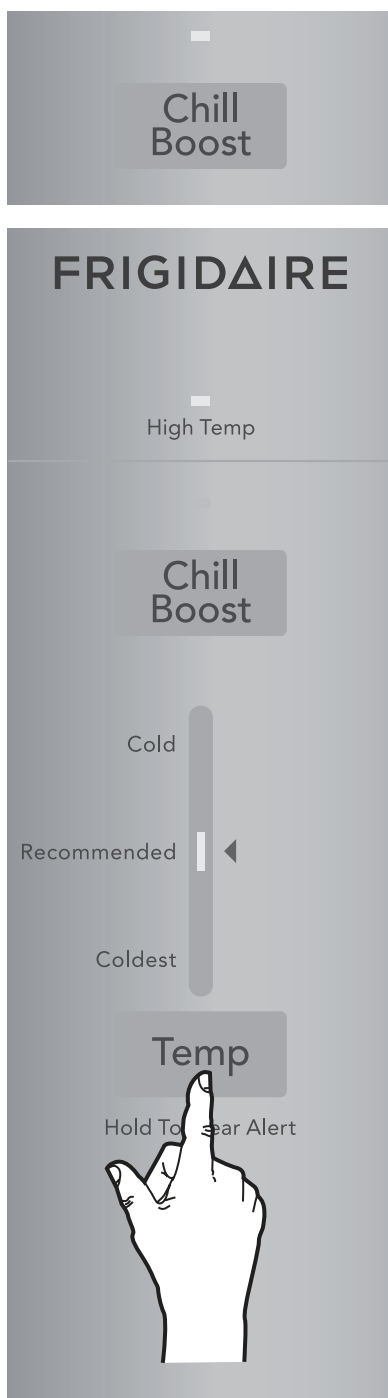 Chill
Boost
FRIGIDAIRE
High Temp
Chill
Boost
Cold
Recommended
Coldest
Temp
Hold To ear Alert